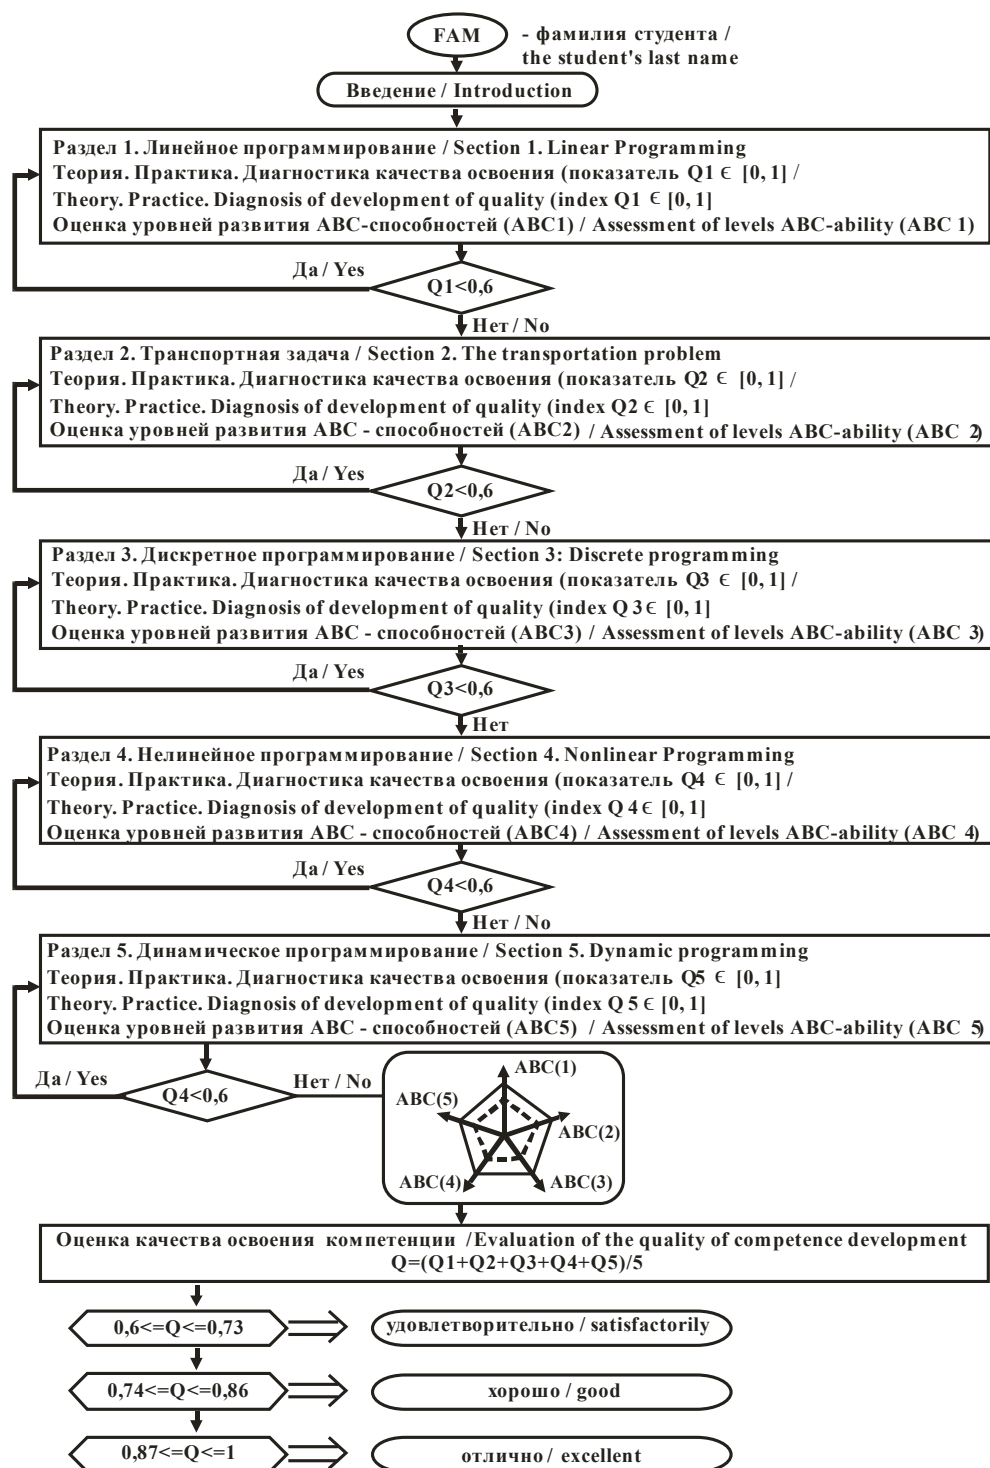 FAM
- фамилия студента /
the student's last name
Введение / Introduction
Раздел 1. Линейное программирование / Section 1. Linear Programming
Теория. Практика. Диагностика качества освоения (показатель Q1 ∈ [0, 1] /
Theory. Practice. Diagnosis of development of quality (index Q1 ∈ [0, 1]
Оценка уровней развития АВС-способностей (АВС1) / Assessment of levels ABC-ability (ABC 1)
Да / Yes
Q1<0,6
Нет / No
Раздел 2. Транспортная задача / Section 2. The transportation problem
Теория. Практика. Диагностика качества освоения (показатель Q2 ∈ [0, 1] /
Theory. Practice. Diagnosis of development of quality (index Q2 ∈ [0, 1]
Оценка уровней развития АВС - способностей (АВС2) / Assessment of levels ABC-ability (ABC 2)
Да / Yes
Q2<0,6
Нет / No
Раздел 3. Дискретное программирование / Section 3: Discrete programming
Теория. Практика. Диагностика качества освоения (показатель Q3 ∈ [0, 1] /
Theory. Practice. Diagnosis of development of quality (index Q 3 ∈ [0, 1]
Оценка уровней развития АВС - способностей (АВС3) / Assessment of levels ABC-ability (ABC 3)
Да / Yes
Q3<0,6
Нет
Раздел 4. Нелинейное программирование / Section 4. Nonlinear Programming
Теория. Практика. Диагностика качества освоения (показатель Q4 ∈ [0, 1] /
Theory. Practice. Diagnosis of development of quality (index Q 4 ∈ [0, 1]
Оценка уровней развития АВС - способностей (АВС4) / Assessment of levels ABC-ability (ABC 4)
Да / Yes
Q4<0,6
Нет / No
Раздел 5. Динамическое программирование / Section 5. Dynamic programming
Теория. Практика. Диагностика качества освоения (показатель Q5 ∈ [0, 1]
Theory. Practice. Diagnosis of development of quality (index Q 5 ∈ [0, 1]
Оценка уровней развития АВС - способностей (АВС5) / Assessment of levels ABC-ability (ABC 5)
Да / Yes
Q4<0,6
Нет / No
ABC(1)
ABC(5)
ABC(2)
ABC(4)
ABC(3)
Оценка качества освоения компетенции /Evaluation of the quality of competence development
Q=(Q1+Q2+Q3+Q4+Q5)/5
0,6<=Q<=0,73
удовлетворительно / satisfactorily
0,74<=Q<=0,86
хорошо / good
0,87<=Q<=1
отлично / excellent